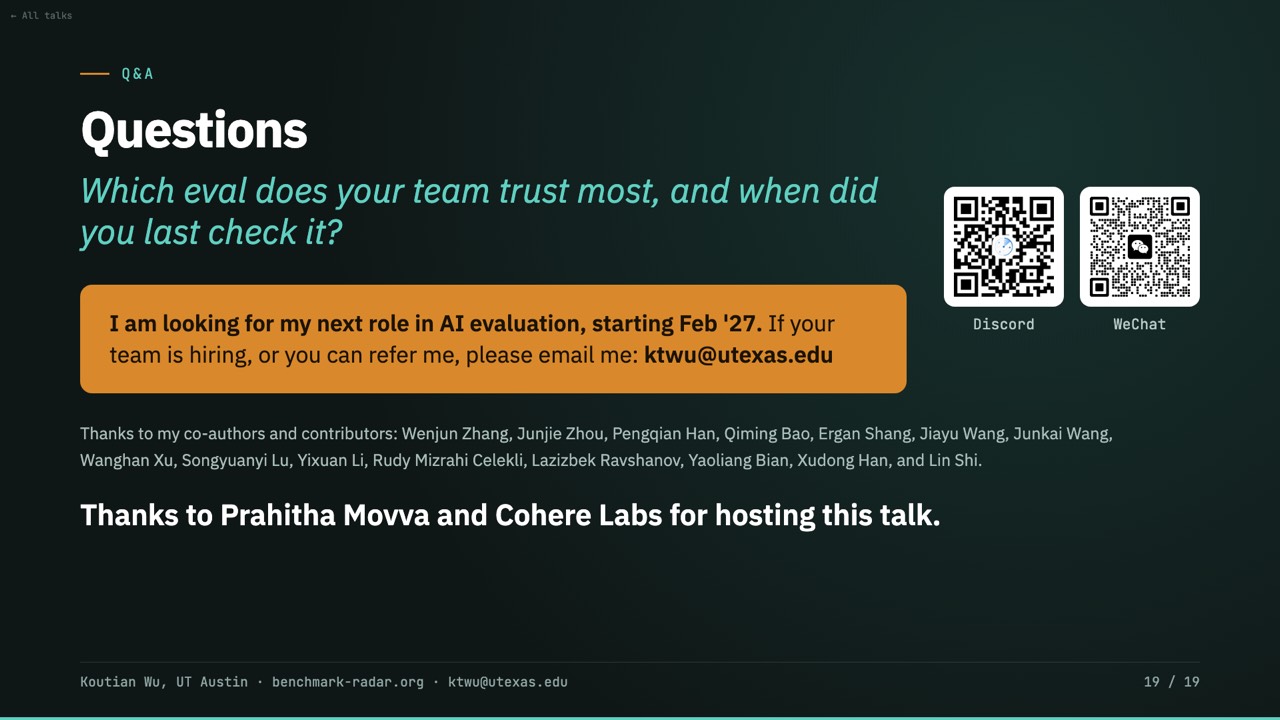 ← All talks
Q&A
Questions
Which eval does your team trust most, and when did
you last check it?
I am looking for my next role in AI evaluation, starting Feb '27. If your
team is hiring, or you can refer me, please email me: ktwu@utexas.edu
Discord
WeChat
Thanks to my co-authors and contributors: Wenjun Zhang, Junjie Zhou, Pengqian Han, Qiming Bao, Ergan Shang, Jiayu Wang, Junkai Wang,
Wanghan Xu, Songyuanyi Lu, Yixuan Li, Rudy Mizrahi Celekli, Lazizbek Ravshanov, Yaoliang Bian, Xudong Han, and Lin Shi.
Thanks to Prahitha Movva and Cohere Labs for hosting this talk.
Koutian Wu, UT Austin · benchmark-radar.org · ktwu@utexas.edu
19 / 19